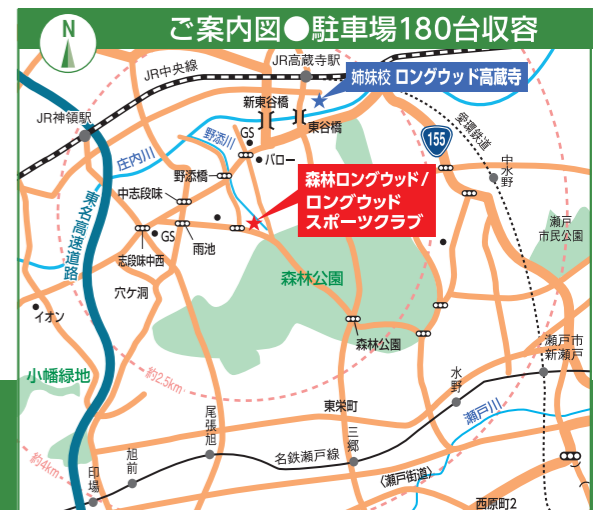 N
ご案内図●駐車場180台収容
JR中央線
JR高蔵寺駅
姉妹校 ロングウッド高蔵寺
JR神領駅
新東谷橋
東谷橋
野添川
GS
バロー
庄内川
野添橋
155
愛環鉄道
中水野
森林ロングウッド/
ロングウッド
スポーツクラブ
中志段味
東名高速道路
GS
雨池
志段味中西
瀬戸
市民公園
穴ケ洞
森林公園
イオン
森林公園
瀬戸市
新瀬戸
小幡緑地
約2.5km
水野
東栄町
尾張旭
三郷
瀬戸川
旭前
名鉄瀬戸線
約4km
印場
〈瀬戸街道〉
西原町2